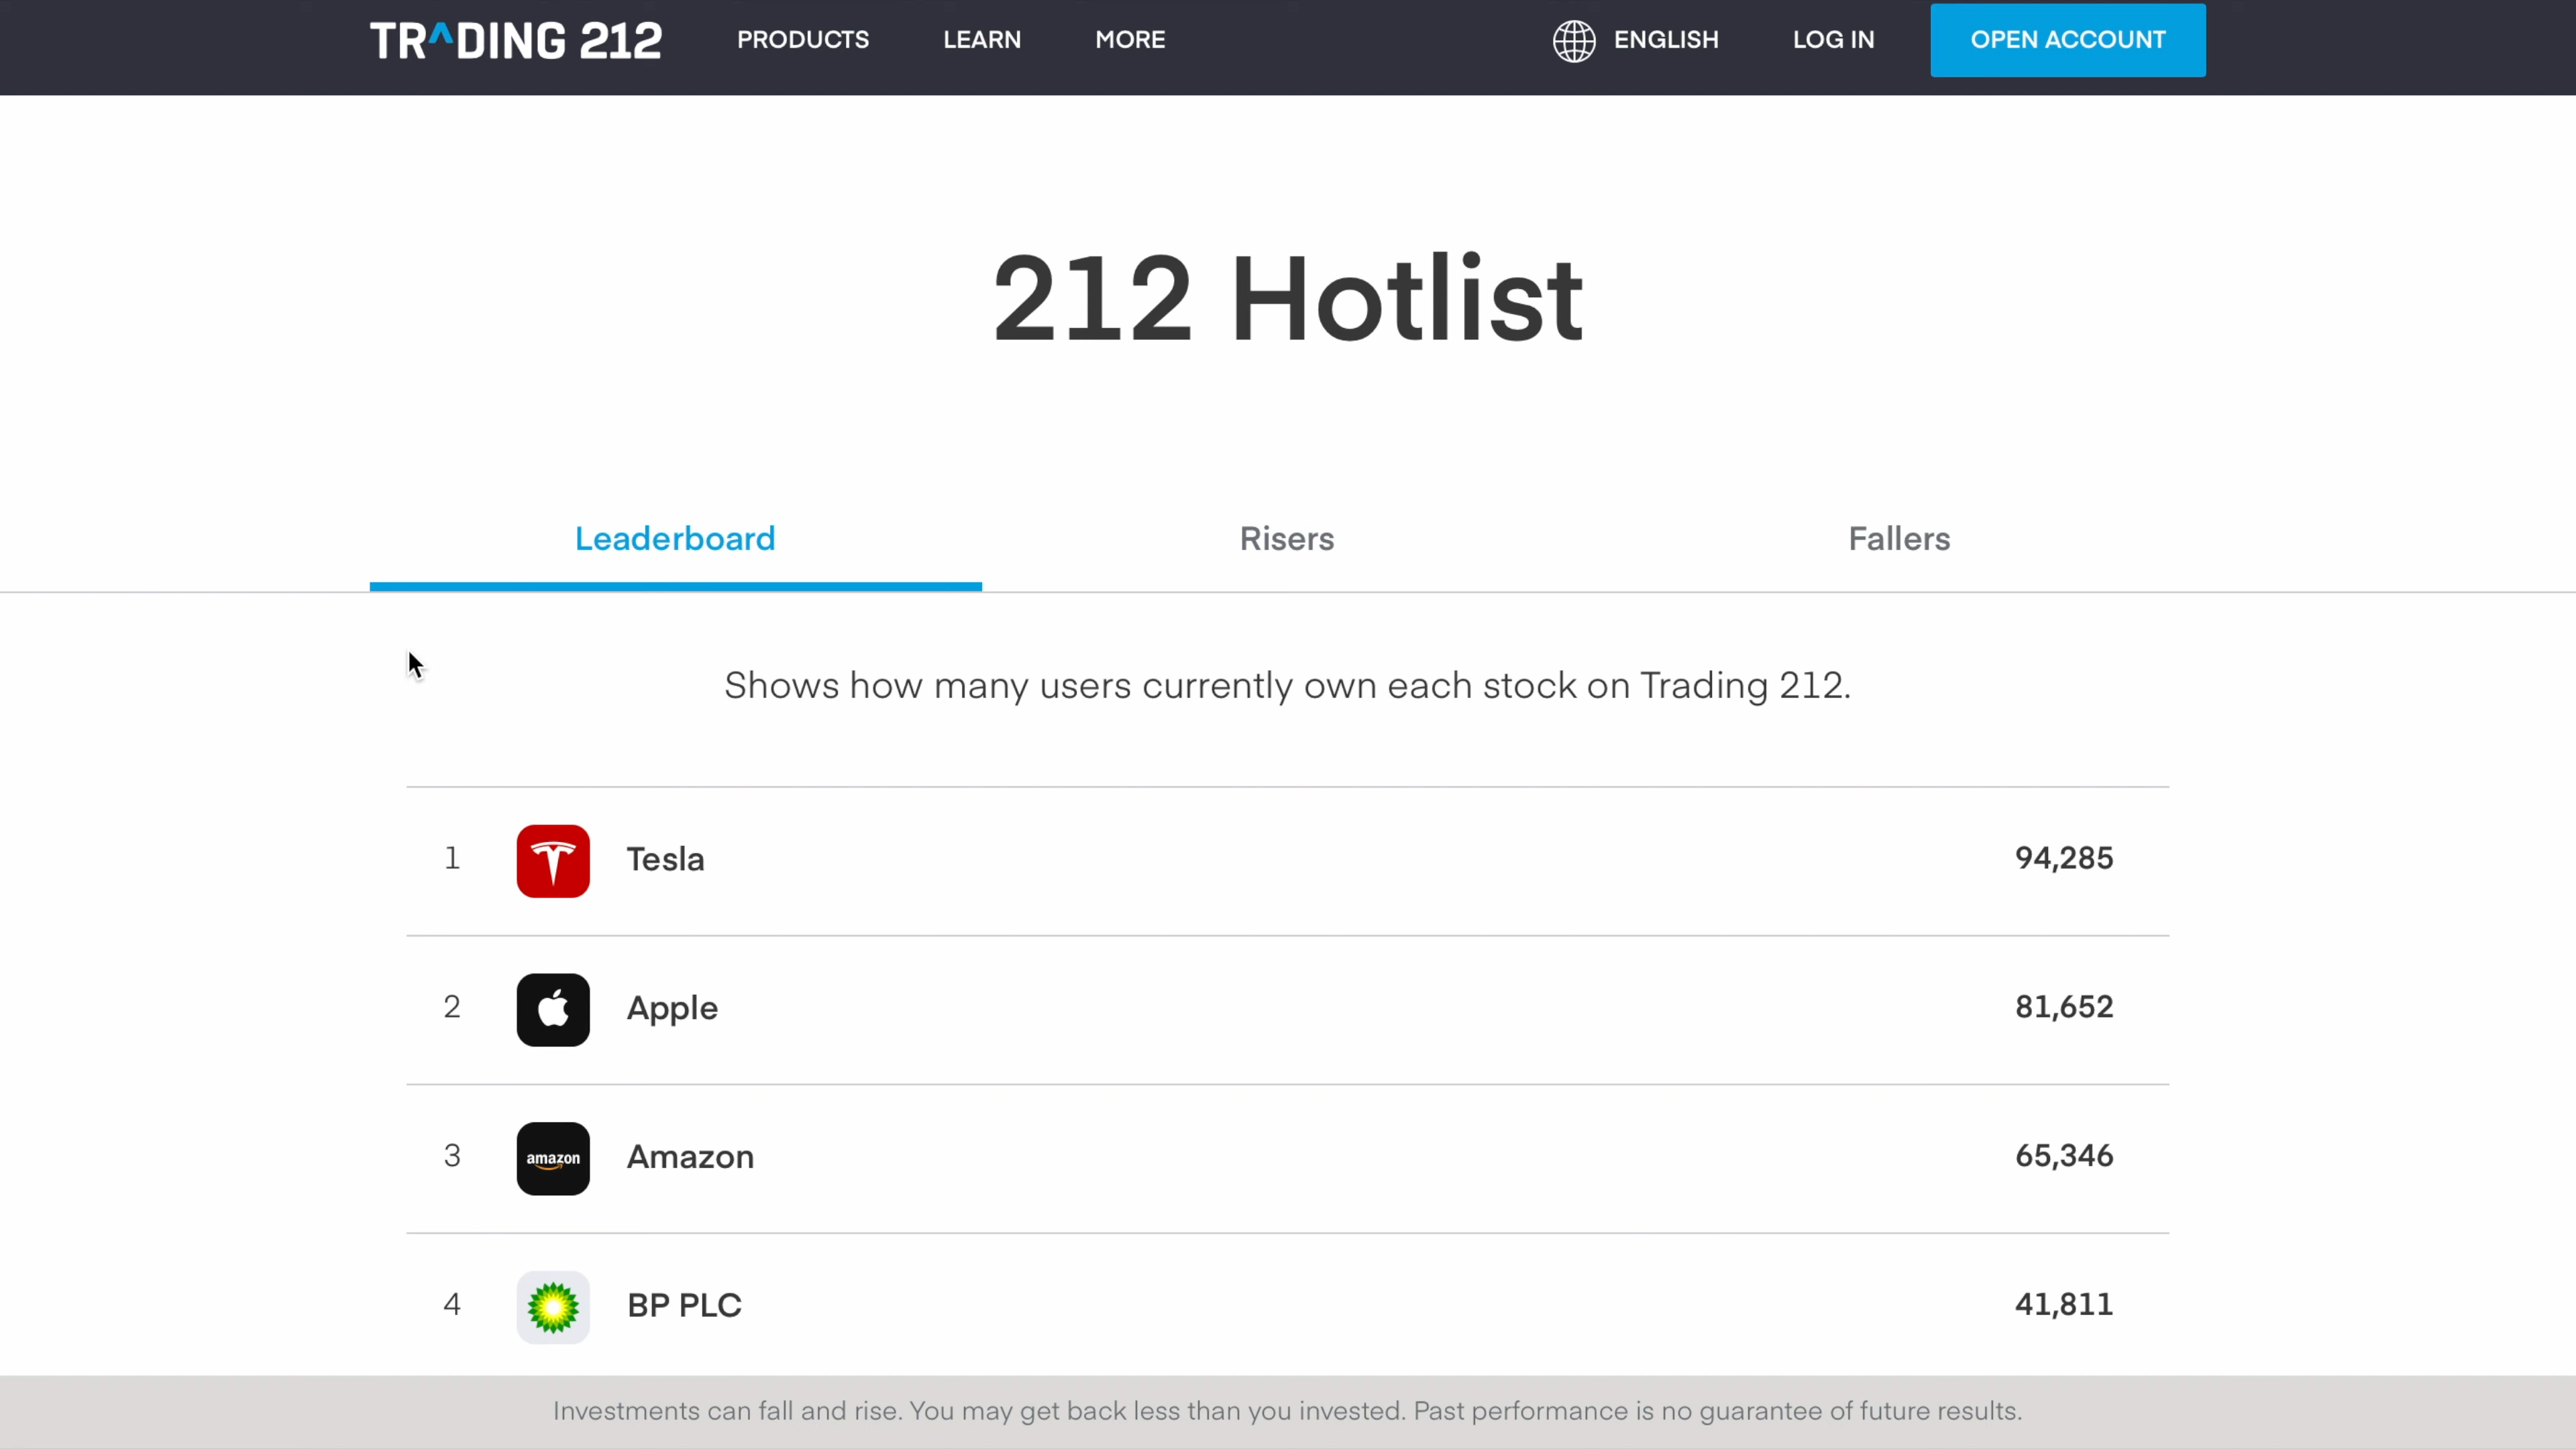 TRADING 212 PRODUCTS LEARN MORE ENGLISH LOG IN OPEN ACCOUNT
212 Hotlist
Leaderboard Risers Fallers
Shows how many users currently own each stock on Trading 212.
1 Tesla 94,285
2 Apple 81,652
3 amazon Amazon 65,346
4 BP PLC 41,811
Investments can fall and rise. You may get back less than you invested. Past performance is no guarantee of future results.